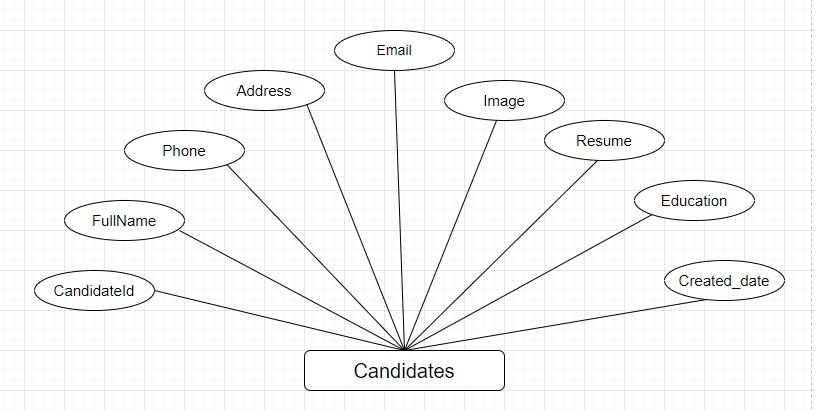 Email
Address
Image
Resume
Phone
Education
FullName
Created_date
CandidateId
Candidates